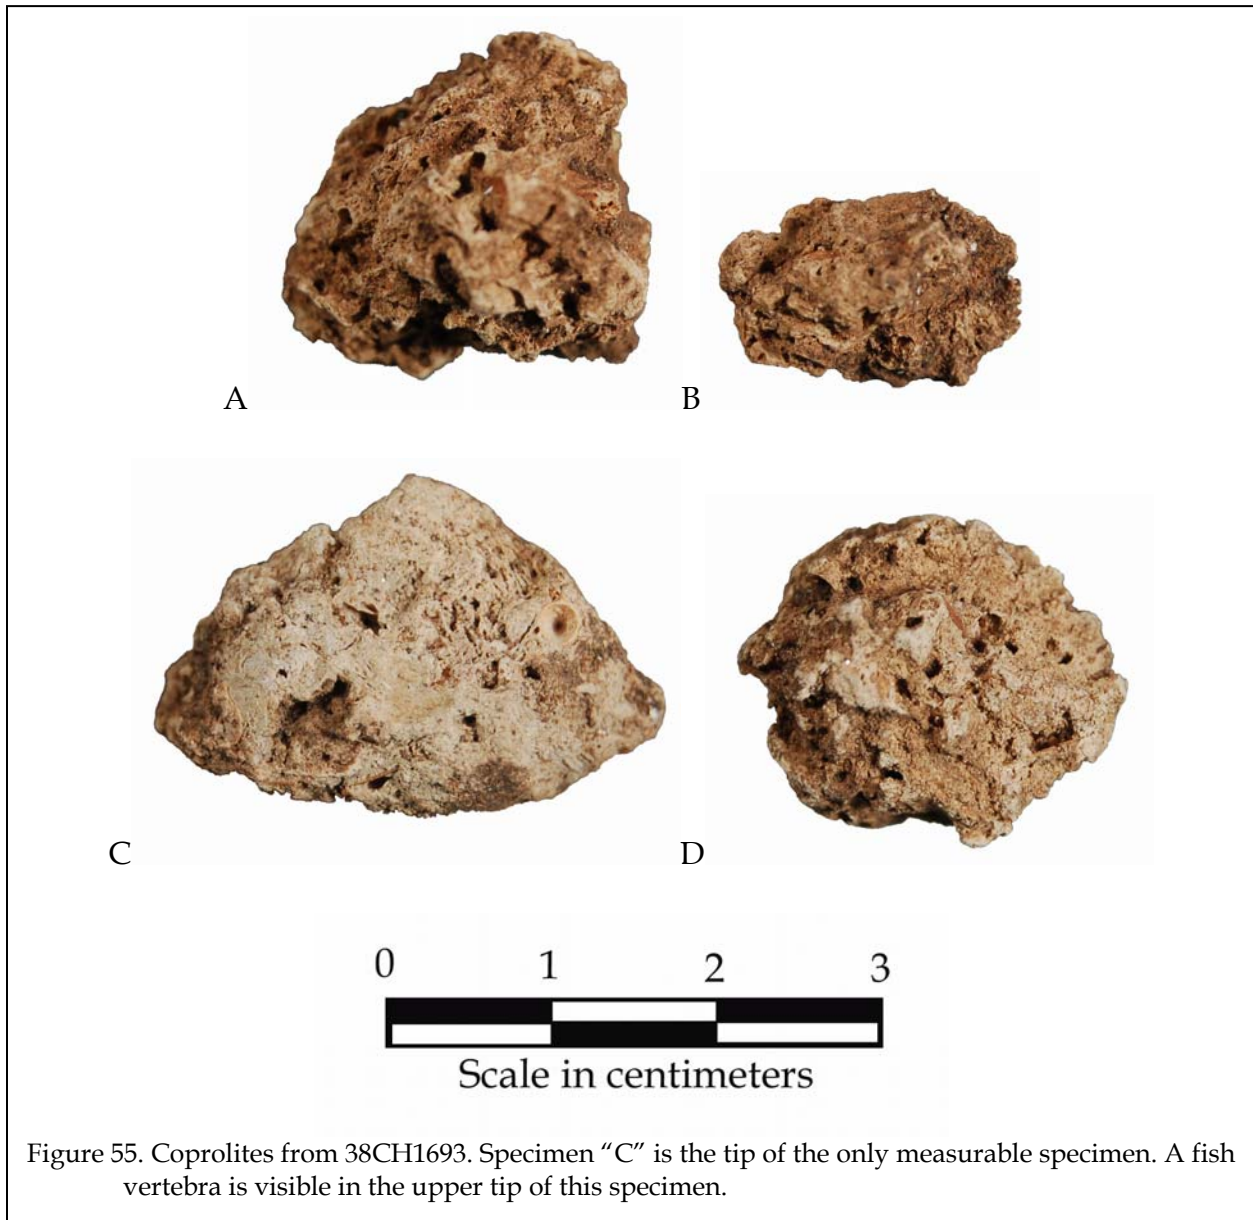 A
B
C
D
0 1 2 3
Scale in centimeters
Figure 55. Coprolites from 38CH1693. Specimen “C” is the tip of the only measurable specimen. A fish
vertebra is visible in the upper tip of this specimen.